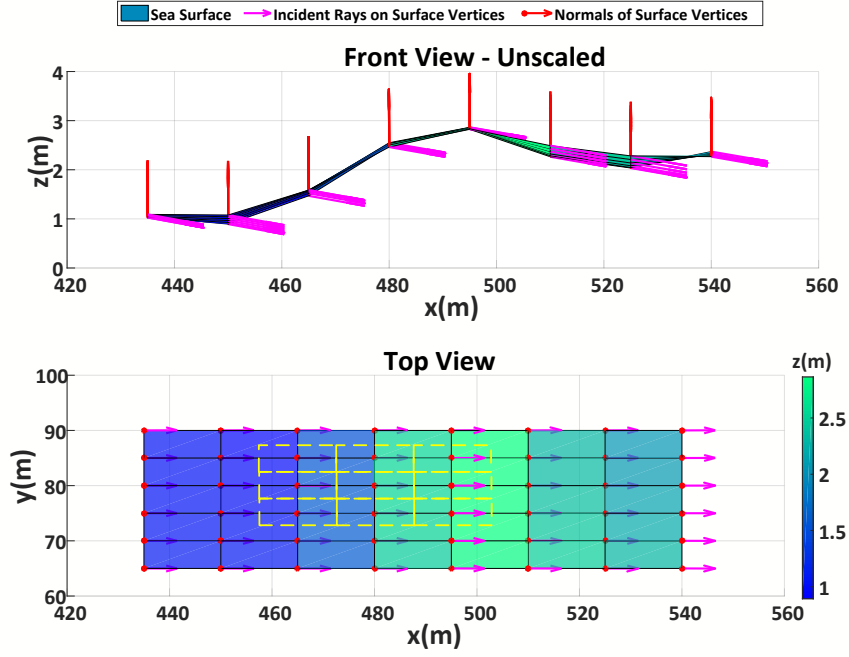 Sea Surface Incident Rays on Surface Vertices Normals of Surface Vertices
Front View - Unscaled
4
3
2
1
0
z(m)
420 440 460 480 500 520 540 560
x(m)
Top View
z(m)
100
90
80
70
60
y(m)
2.5
2
1.5
1
420 440 460 480 500 520 540 560
x(m)